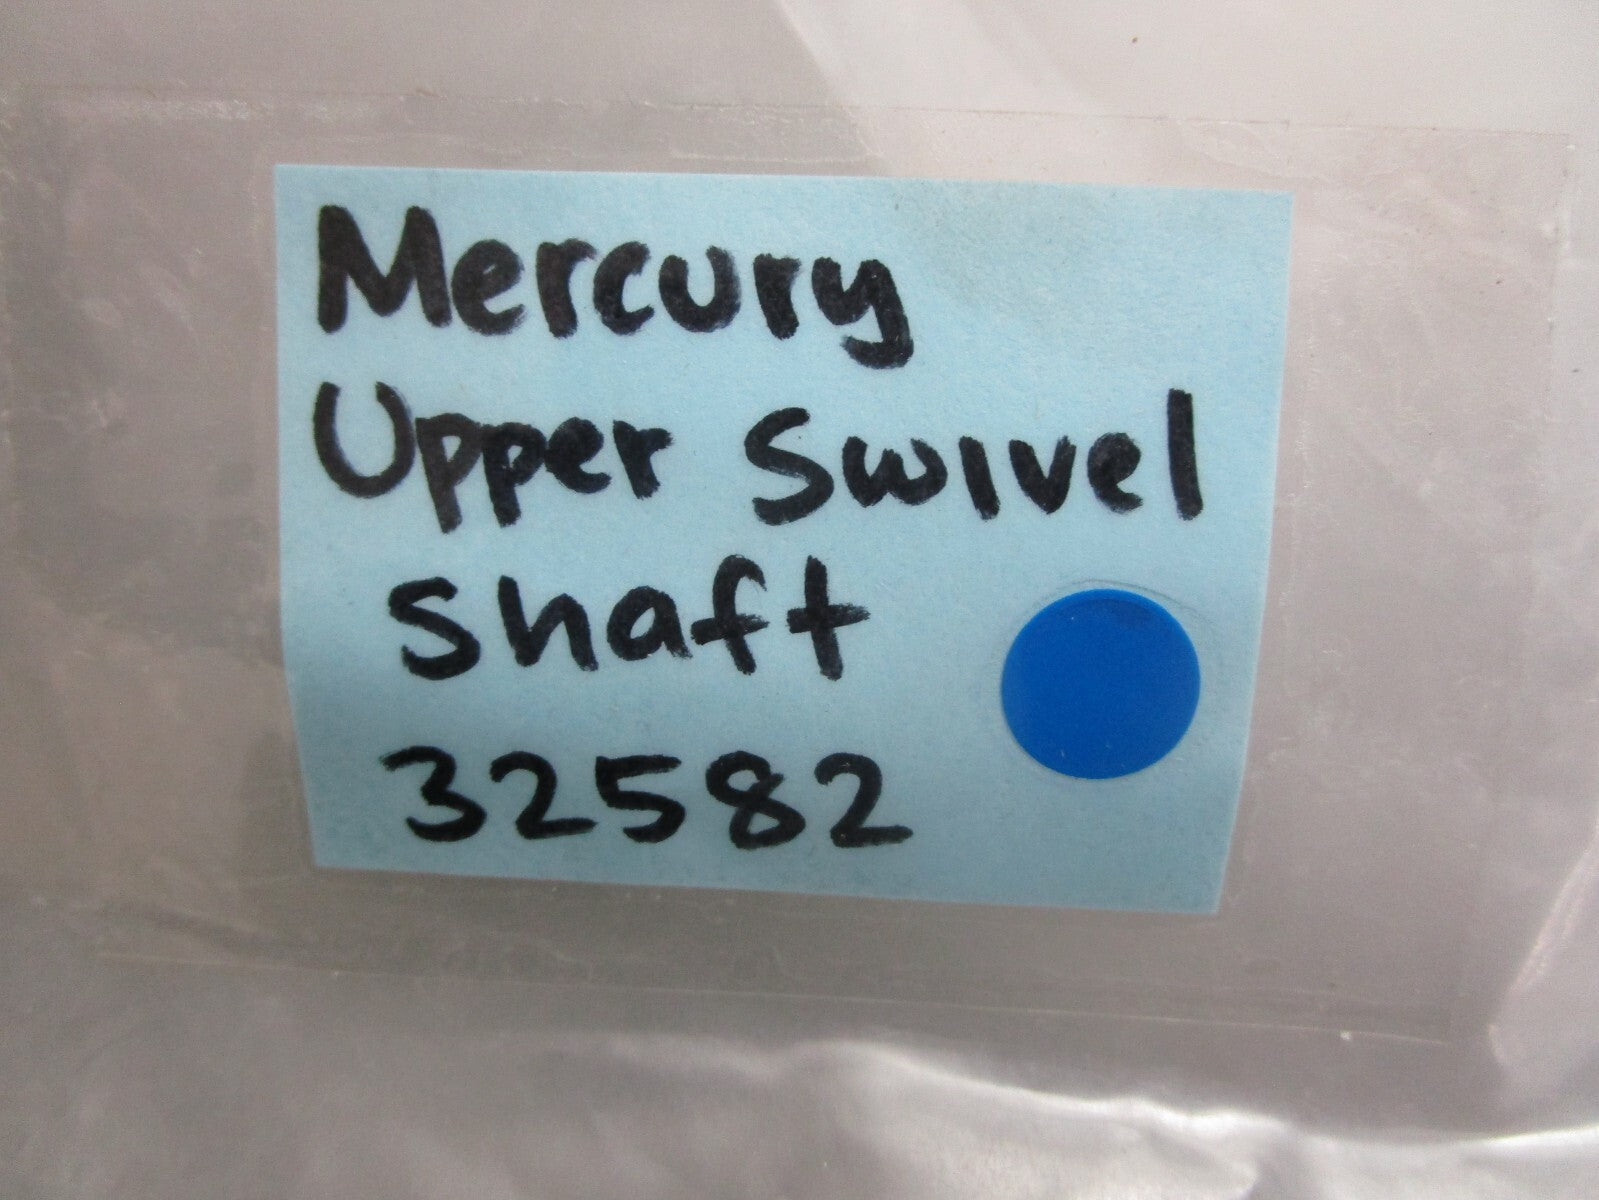 Mercury
Upper Swivel
Shaft
32582